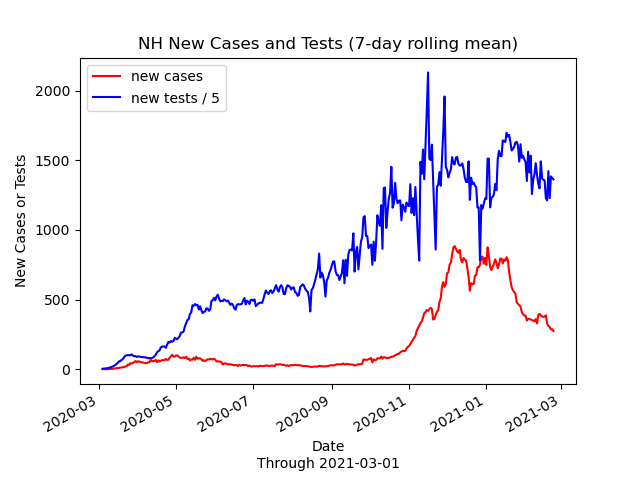 NH New Cases and Tests (7-day rolling mean)
new cases
new tests / 5
New Cases or Tests
2000
1500
1000
500
0
2020-03
2020-05
2020-07
2020-09
2020-11
2021-01
2021-03
Date
Through 2021-03-01